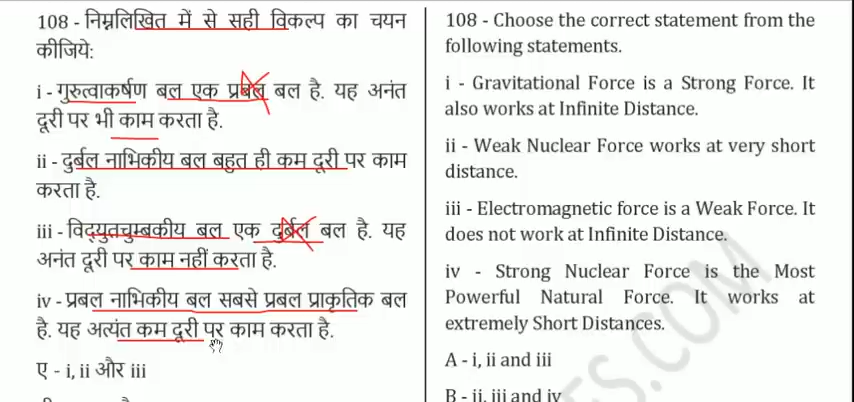 108 - निम्नलिखित में से सही विकल्प का चयन
कीजिये:
i - गुरुत्वाकर्षण बल एक प्रबल बल है. यह अनंत
दूरी पर भी काम करता है.
ii - दुर्बल नाभिकीय बल बहुत ही कम दूरी पर काम
करता है.
iii - विद्युतचुम्बकीय बल एक दुर्बल बल है. यह
अनंत दूरी पर काम नहीं करता है.
iv - प्रबल नाभिकीय बल सबसे प्रबल प्राकृतिक बल
है. यह अत्यंत कम दूरी पर काम करता है.
ए - i, ii और iii
108 - Choose the correct statement from the
following statements.
i - Gravitational Force is a Strong Force. It
also works at Infinite Distance.
ii - Weak Nuclear Force works at very short
distance.
iii - Electromagnetic force is a Weak Force. It
does not work at Infinite Distance.
iv - Strong Nuclear Force is the Most
Powerful Natural Force. It works at
extremely Short Distances.
A - i, ii and iii
B - ii, iii and iv